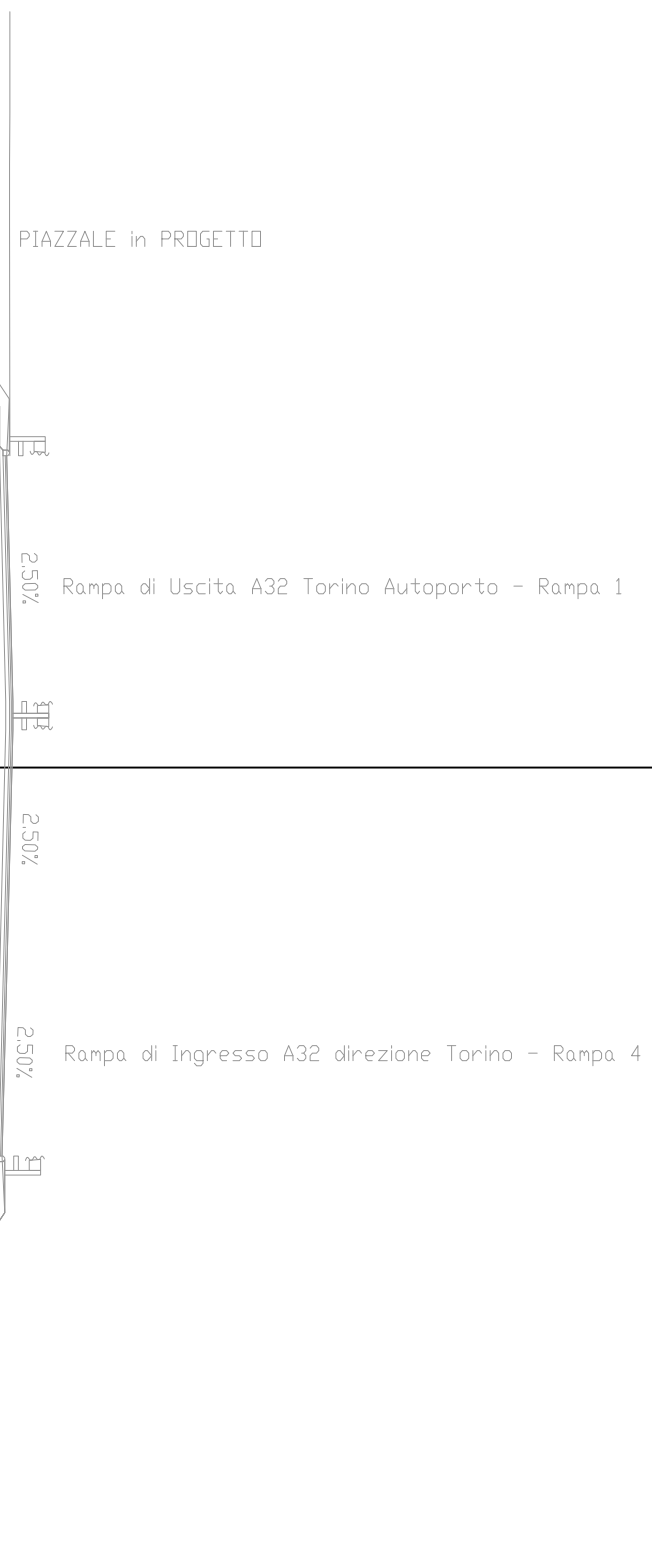 PIAZZALE in PROGETTO
2.50%
Rampa di Uscita A32 Torino Autoporto - Rampa 1
2.50%
2.50%
Rampa di Ingresso A32 direzione Torino - Rampa 4